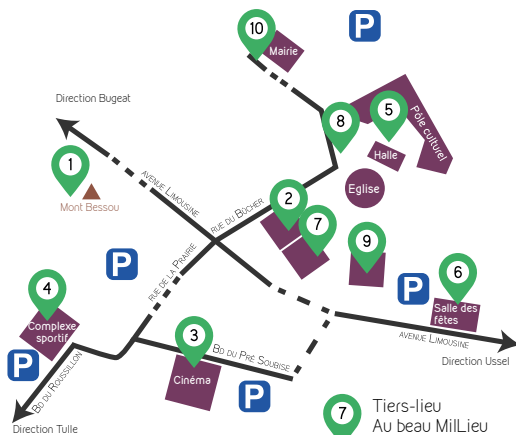 10
Mairie
P
Direction Bugeat
8
5
Pôle culturel
Halle
1
Mont Bessou
AVENUE LIMOUSINE
Eglise
RUE DU BÛCHER
2
7
9
P
RUE DE LA PRAIRIE
4
Complexe
sportif
P
6
Salle des
fêtes
3
AVENUE LIMOUSINE
BD DU PRÉ SOUBISE
Direction Ussel
P
BD DU ROUSSILLON
Cinéma
P
Direction Tulle
7
Tiers-lieu
Au beau MilLieu